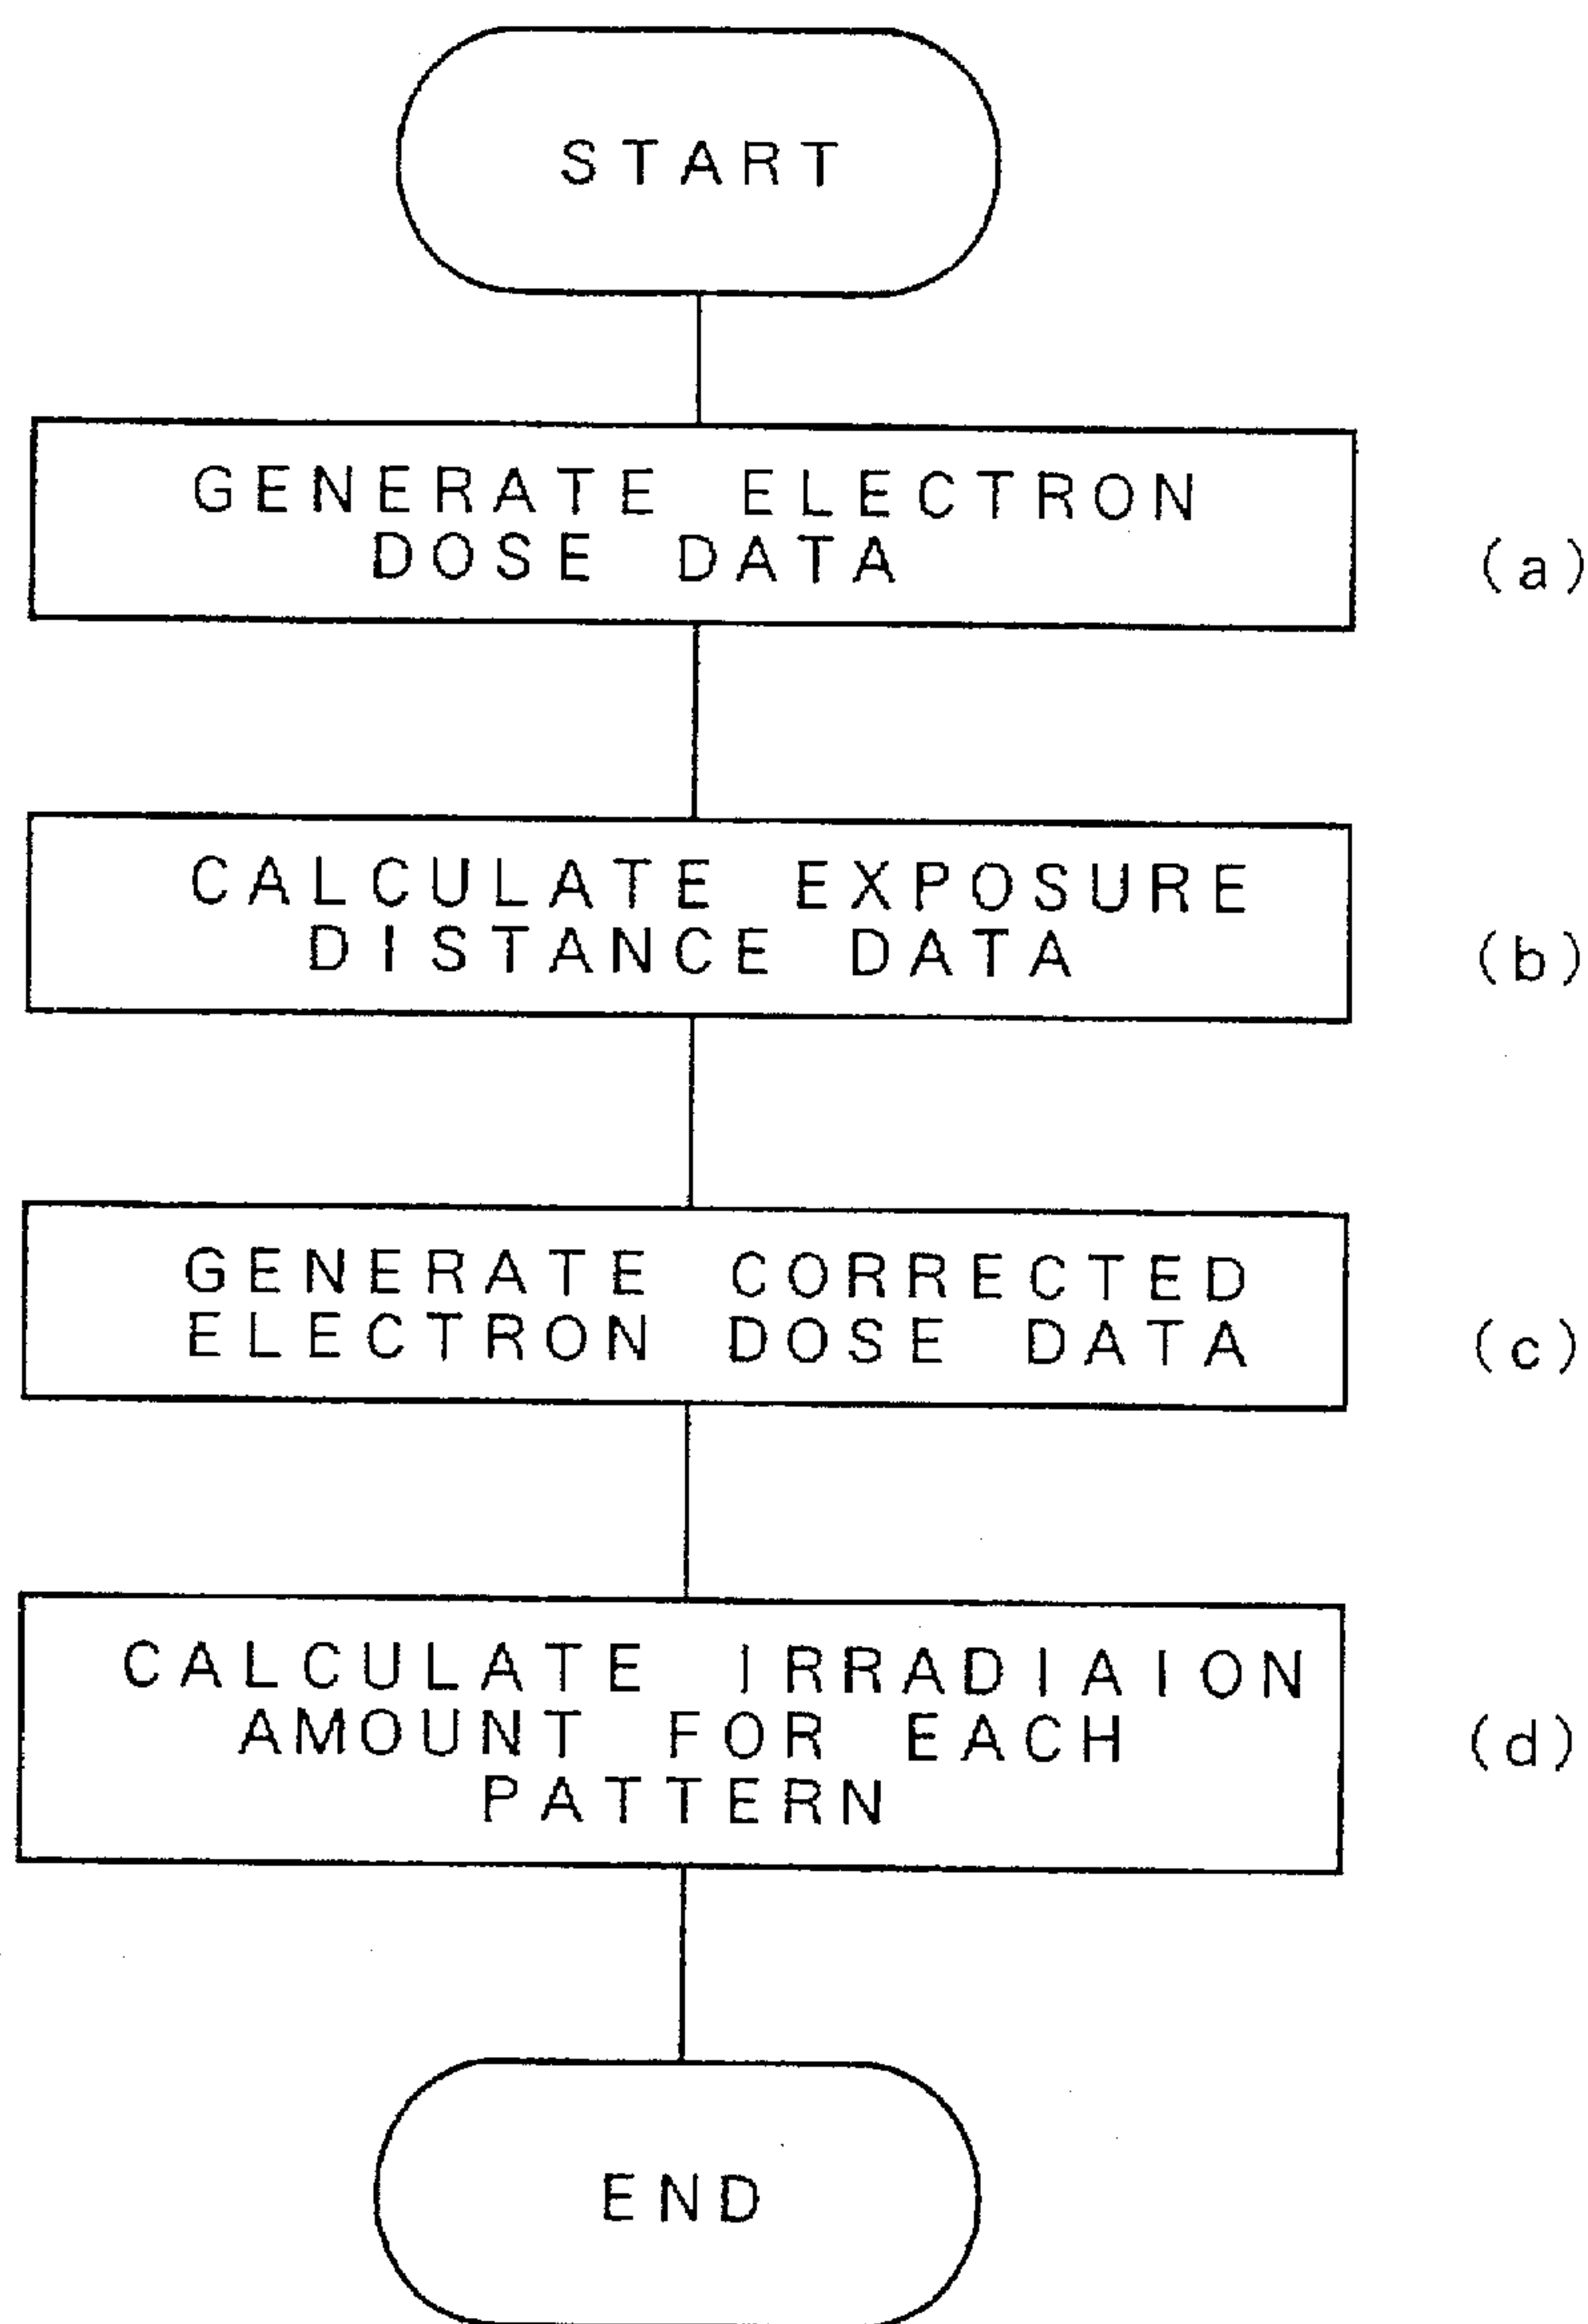 START
GENERATE ELECTRON
DOSE DATA
(a)
CALCULATE EXPOSURE
DISTANCE DATA
(b)
GENERATE CORRECTED
ELECTRON DOSE DATA
(c)
CALCULATE IRRADIAION
AMOUNT FOR EACH
PATTERN
(d)
END